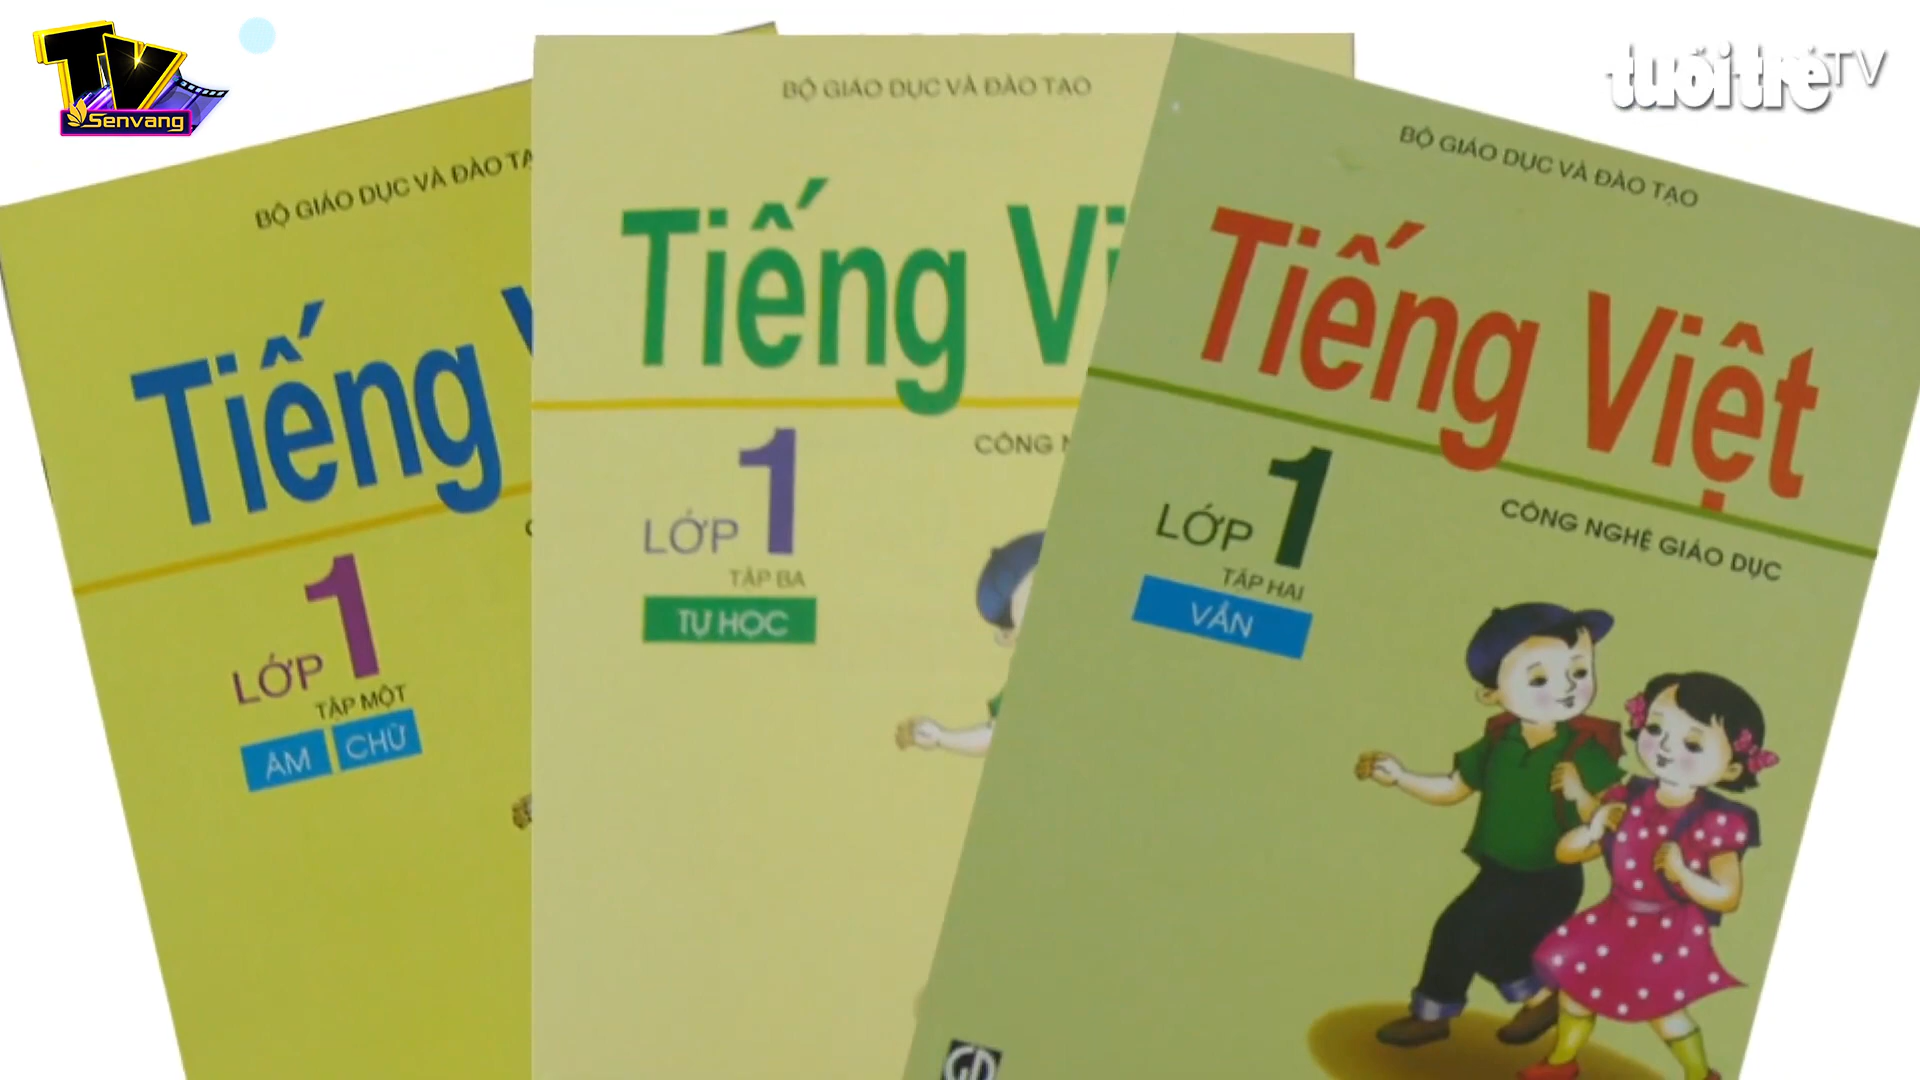 TV
Senvang
tuổi trẻ TV
BỘ GIÁO DỤC VÀ ĐÀO
Tiếng
LỚP 1
TẬP MỘT
ÂM CHỮ
BỘ GIÁO DỤC VÀ ĐÀO TẠO
Tiếng Vi
CÔNG
LỚP 1
TẬP BA
TỰ HỌC
BỘ GIÁO DỤC VÀ ĐÀO TẠO
Tiếng Việt
CÔNG NGHỆ GIÁO DỤC
LỚP 1
TẬP HAI
VẦN
GD